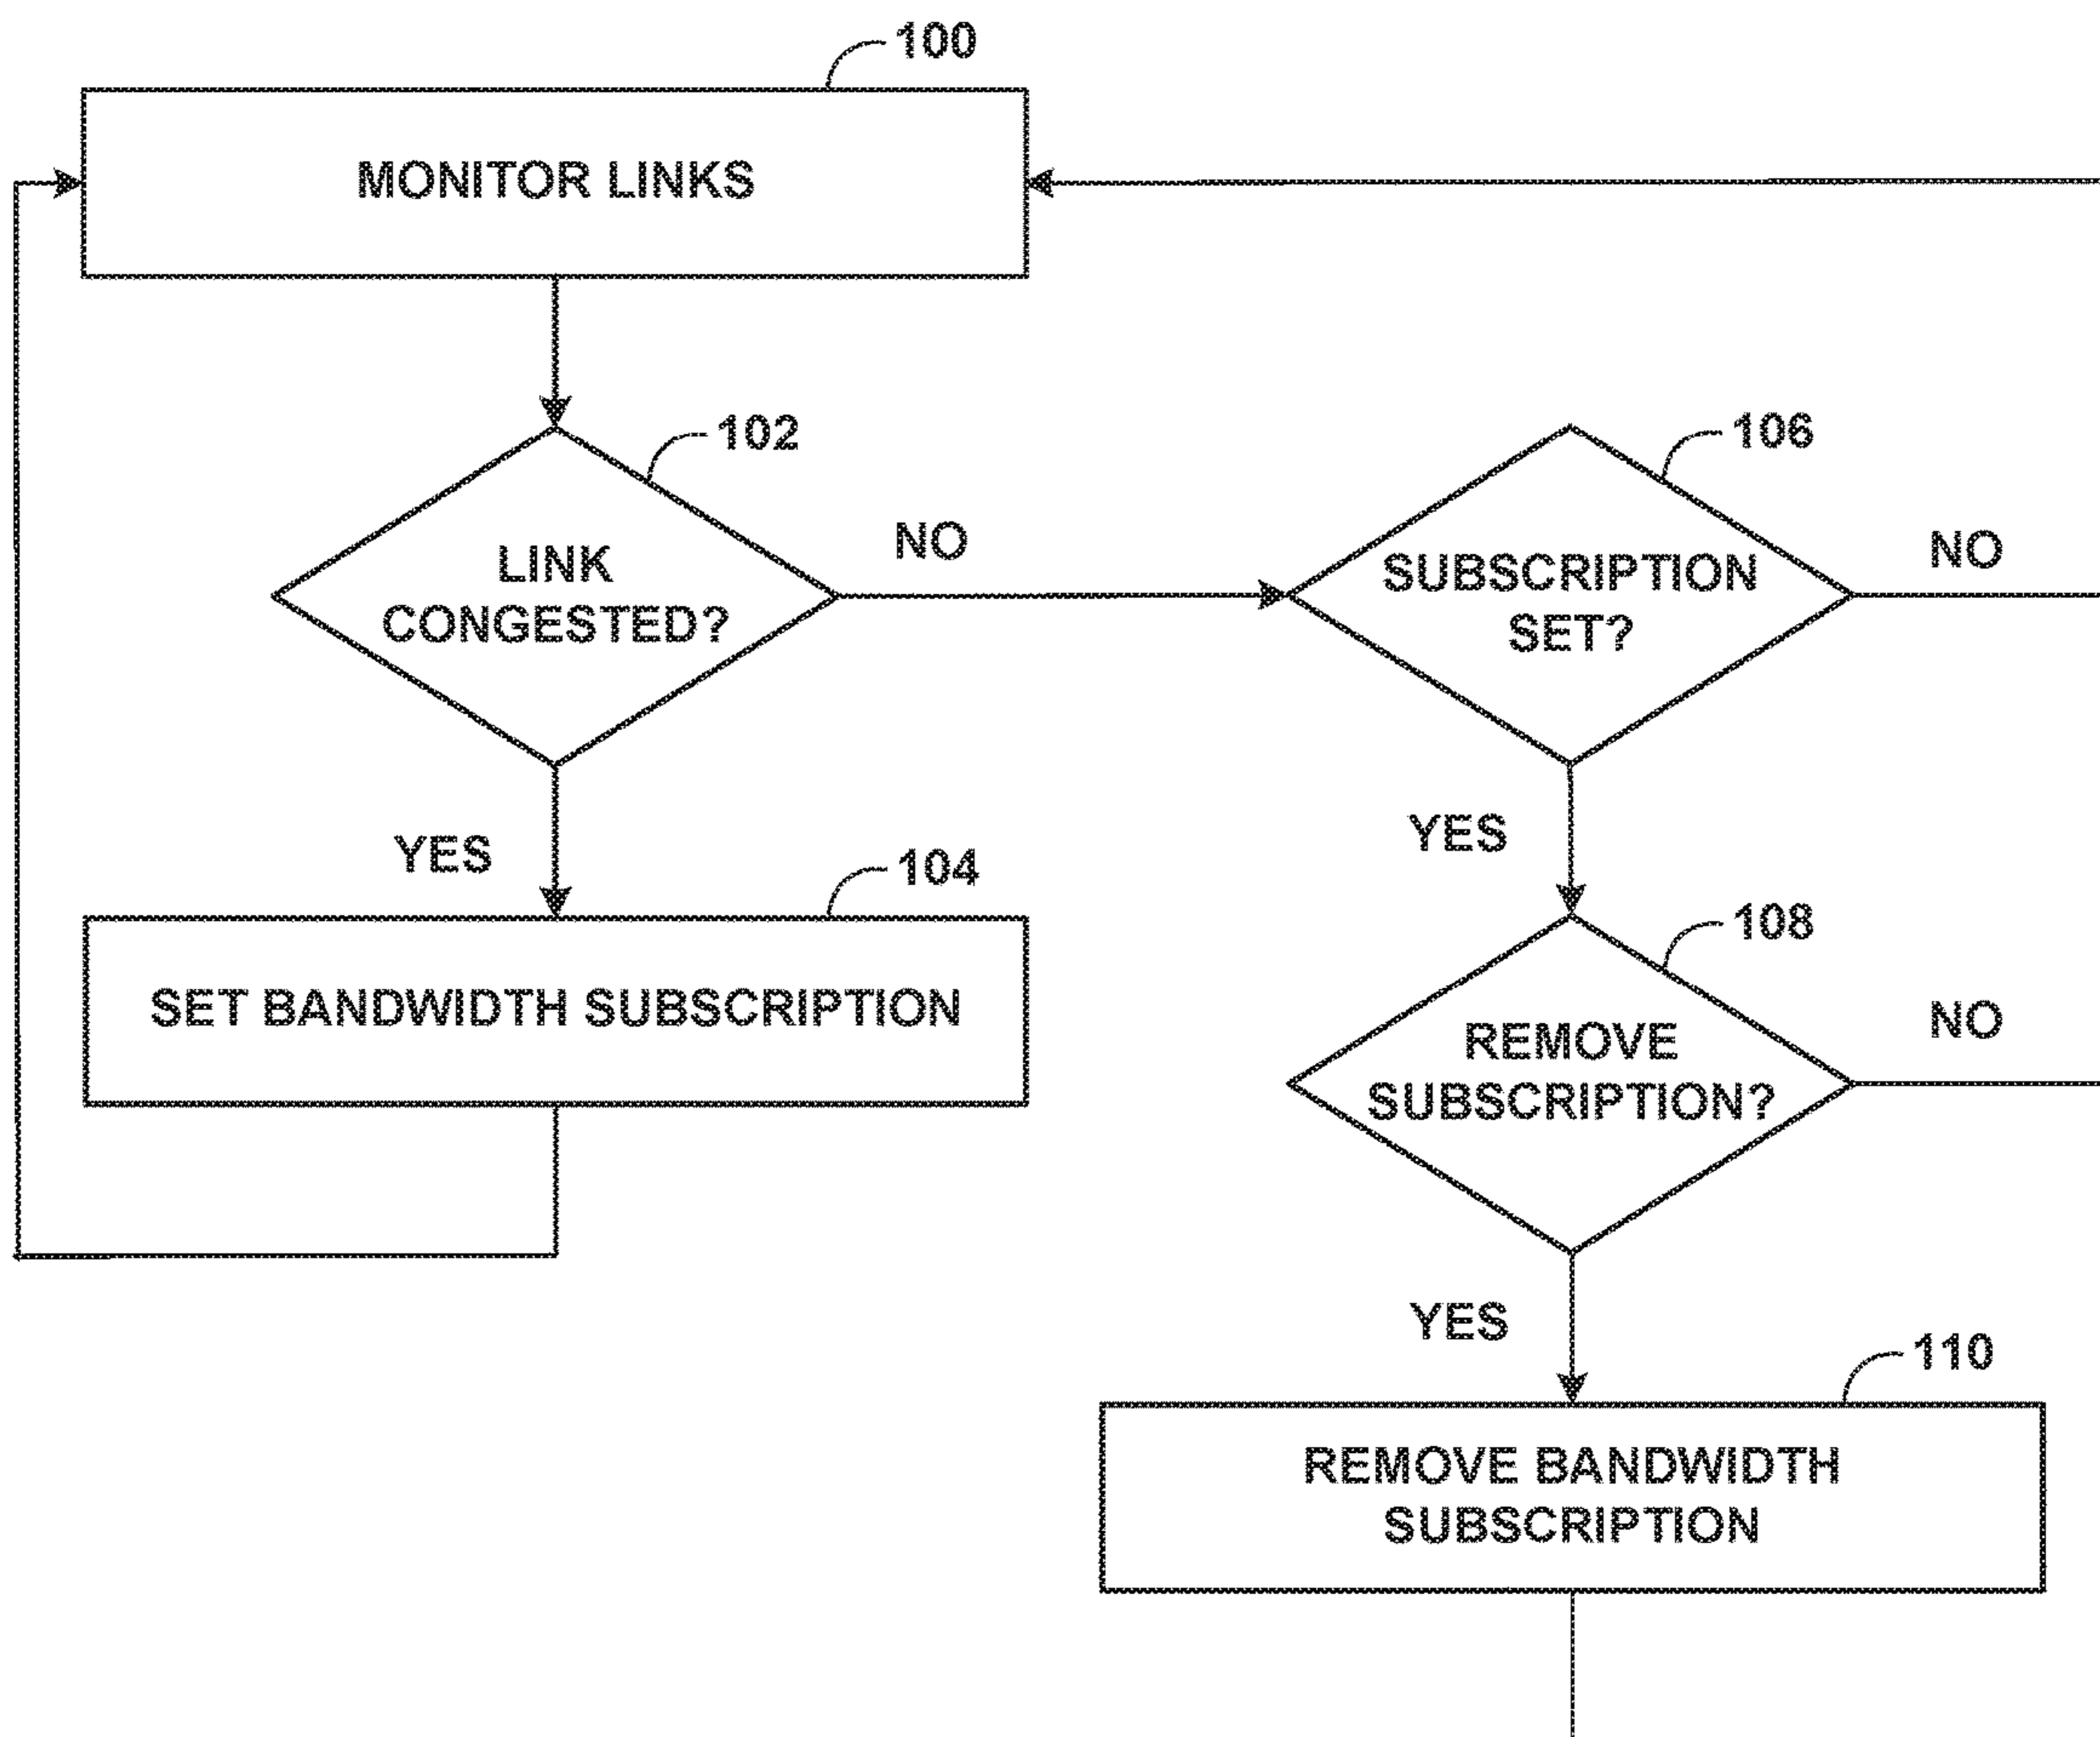 100
MONITOR LINKS
102
LINK
CONGESTED?
NO
YES
104
SET BANDWIDTH SUBSCRIPTION
106
SUBSCRIPTION
SET?
NO
YES
108
REMOVE
SUBSCRIPTION?
NO
YES
110
REMOVE BANDWIDTH
SUBSCRIPTION